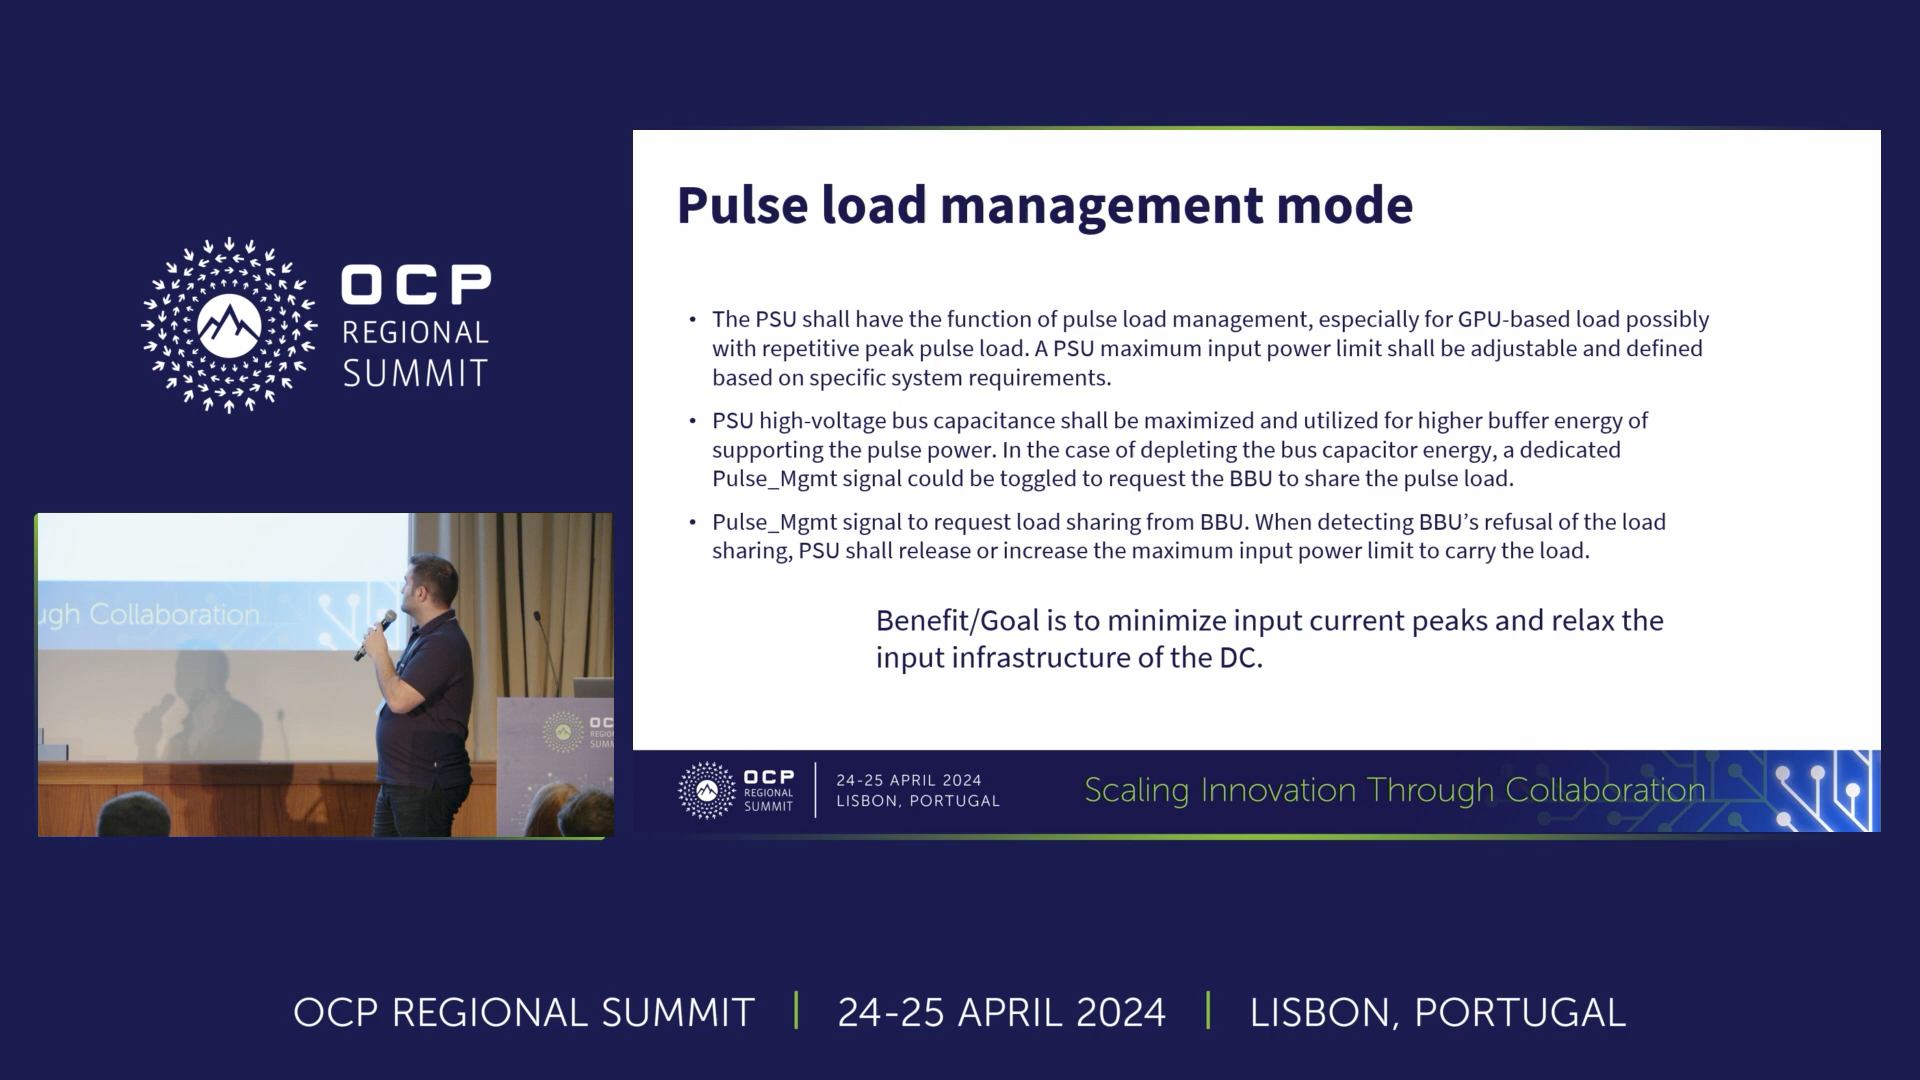 OCP
REGIONAL
SUMMIT
Pulse load management mode
• The PSU shall have the function of pulse load management, especially for GPU-based load possibly
with repetitive peak pulse load. A PSU maximum input power limit shall be adjustable and defined
based on specific system requirements.
• PSU high-voltage bus capacitance shall be maximized and utilized for higher buffer energy of
supporting the pulse power. In the case of depleting the bus capacitor energy, a dedicated
Pulse_Mgmt signal could be toggled to request the BBU to share the pulse load.
• Pulse_Mgmt signal to request load sharing from BBU. When detecting BBU’s refusal of the load
sharing, PSU shall release or increase the maximum input power limit to carry the load.
Benefit/Goal is to minimize input current peaks and relax the
input infrastructure of the DC.
OCP
REGIONAL
SUMMIT
24-25 APRIL 2024
LISBON, PORTUGAL
Scaling Innovation Through Collaboration
ugh Collaboration
OC
REGIO
SUMM
OCP REGIONAL SUMMIT | 24-25 APRIL 2024 | LISBON, PORTUGAL